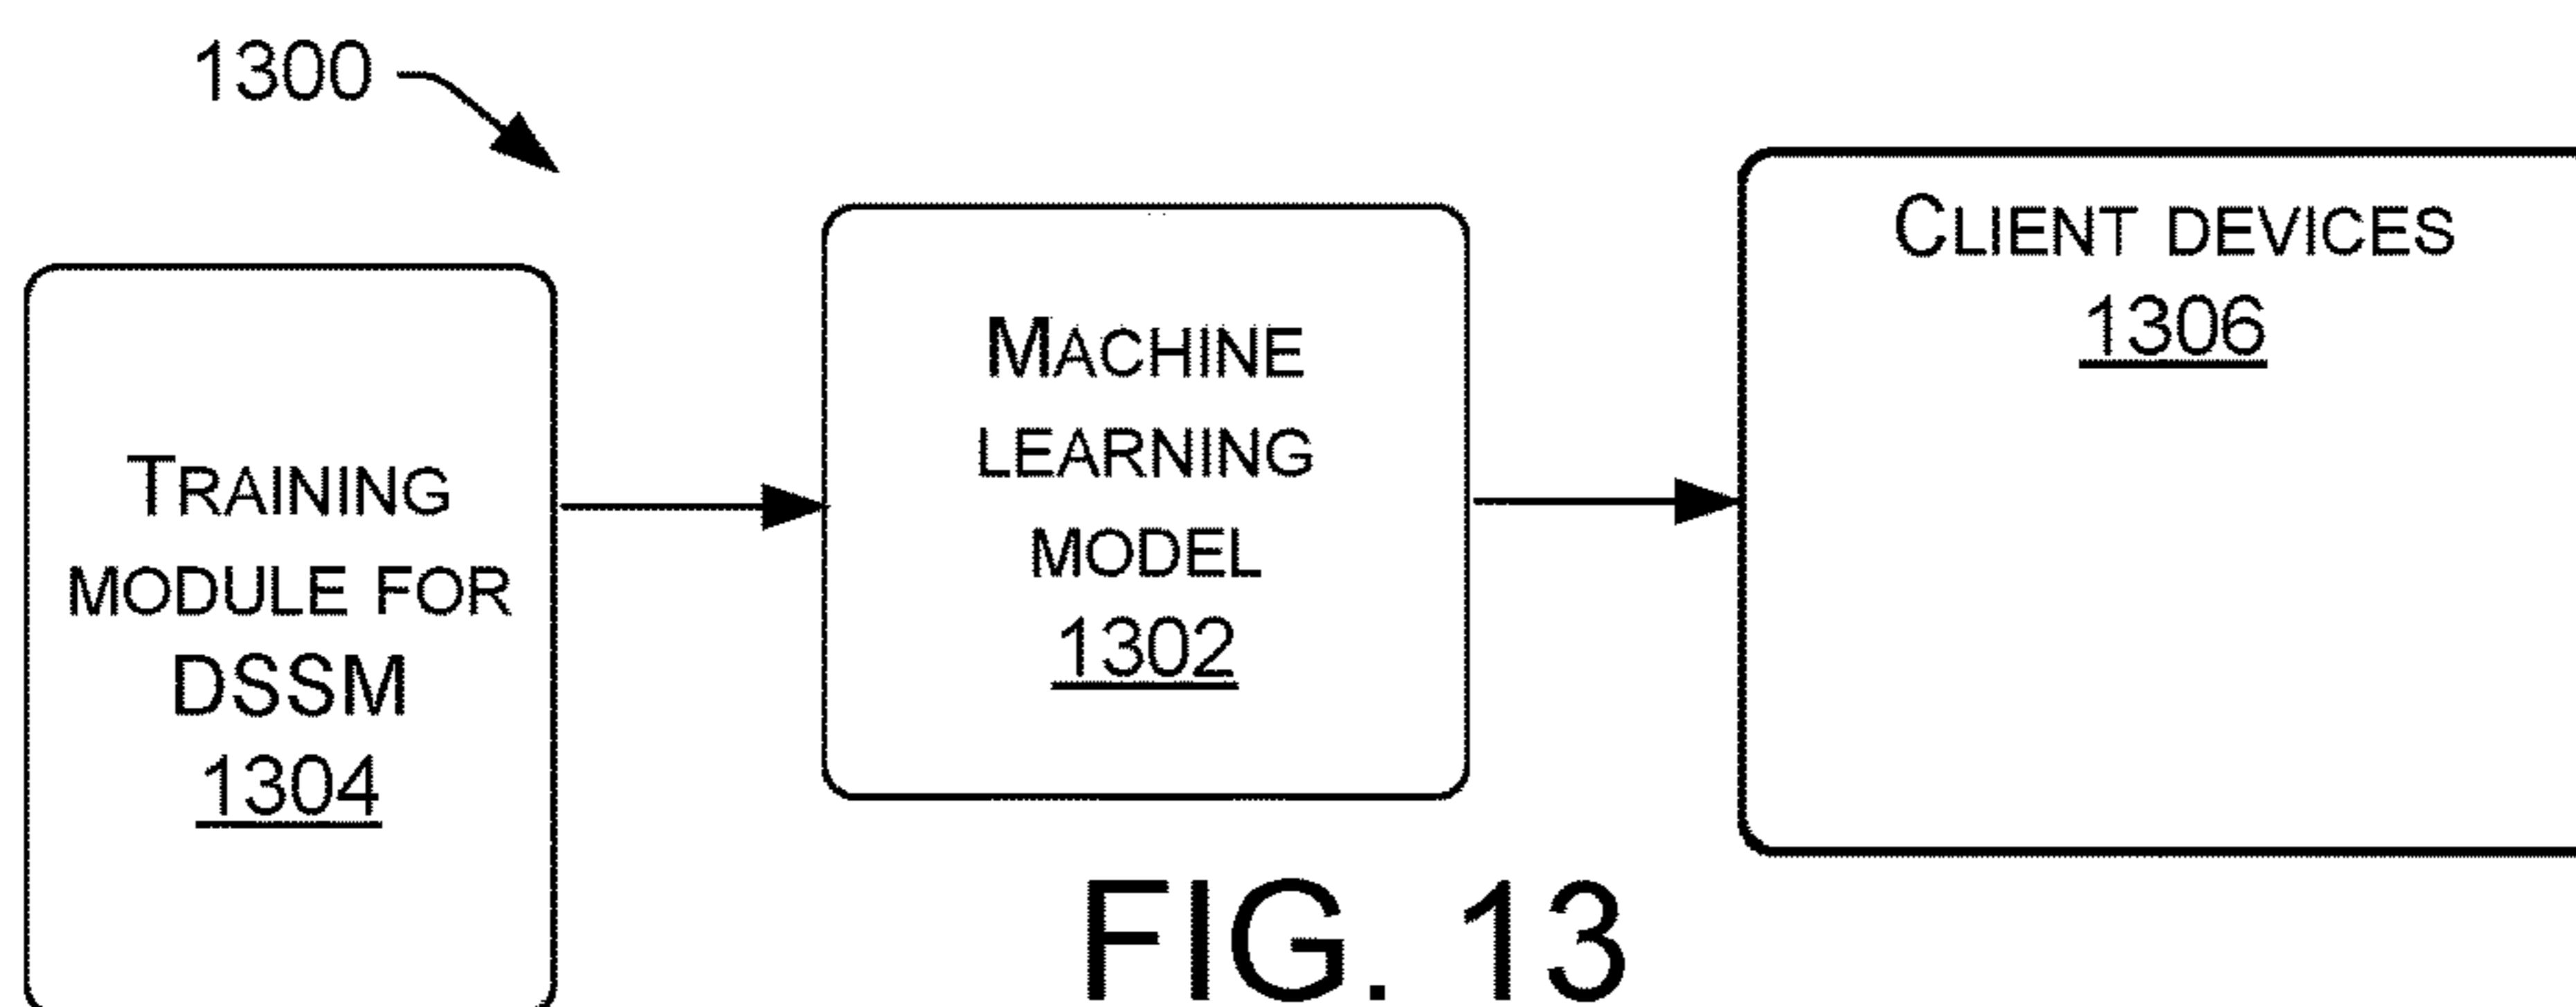 1300
TRAINING
MODULE FOR
DSSM
1304
MACHINE
LEARNING
MODEL
1302
CLIENT DEVICES
1306
FIG. 13